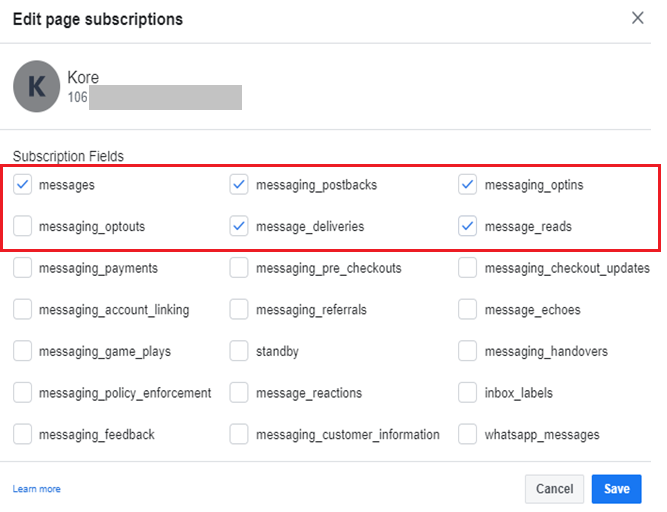 Edit page subscriptions
K
Kore
106
Subscription Fields
messages messaging_postbacks messaging_optins
messaging_optouts message_deliveries message_reads
messaging_payments messaging_pre_checkouts messaging_checkout_updates
messaging_account_linking messaging_referrals message_echoes
messaging_game_plays standby messaging_handovers
messaging_policy_enforcement message_reactions inbox_labels
messaging_feedback messaging_customer_information whatsapp_messages
Learn more Cancel Save